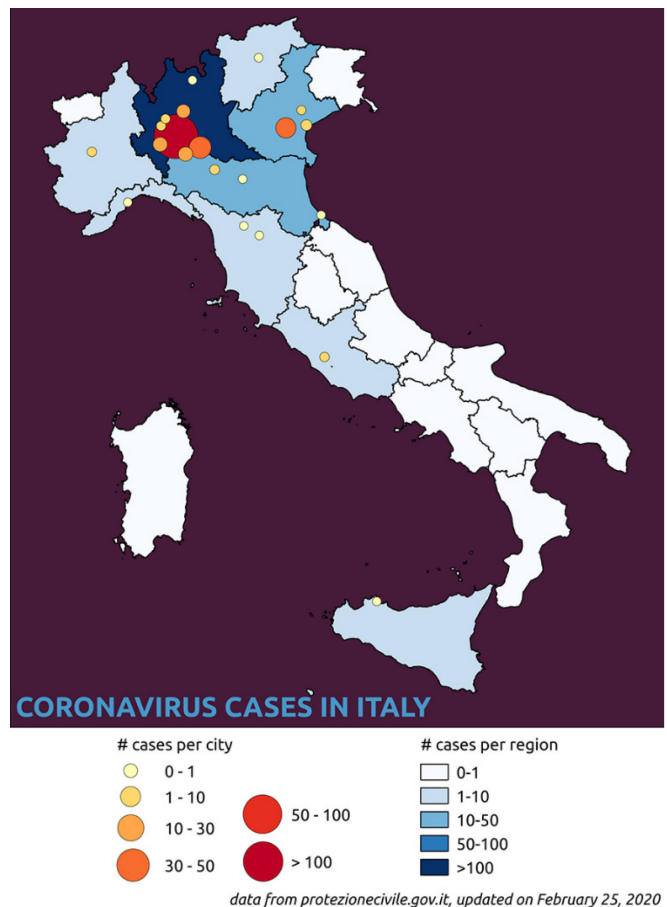 CORONAVIRUS CASES IN ITALY
# cases per city
0 - 1
1 - 10
10 - 30
30 - 50
50 - 100
> 100
# cases per region
0-1
1-10
10-50
50-100
>100
data from protezionecivile.gov.it, updated on February 25, 2020